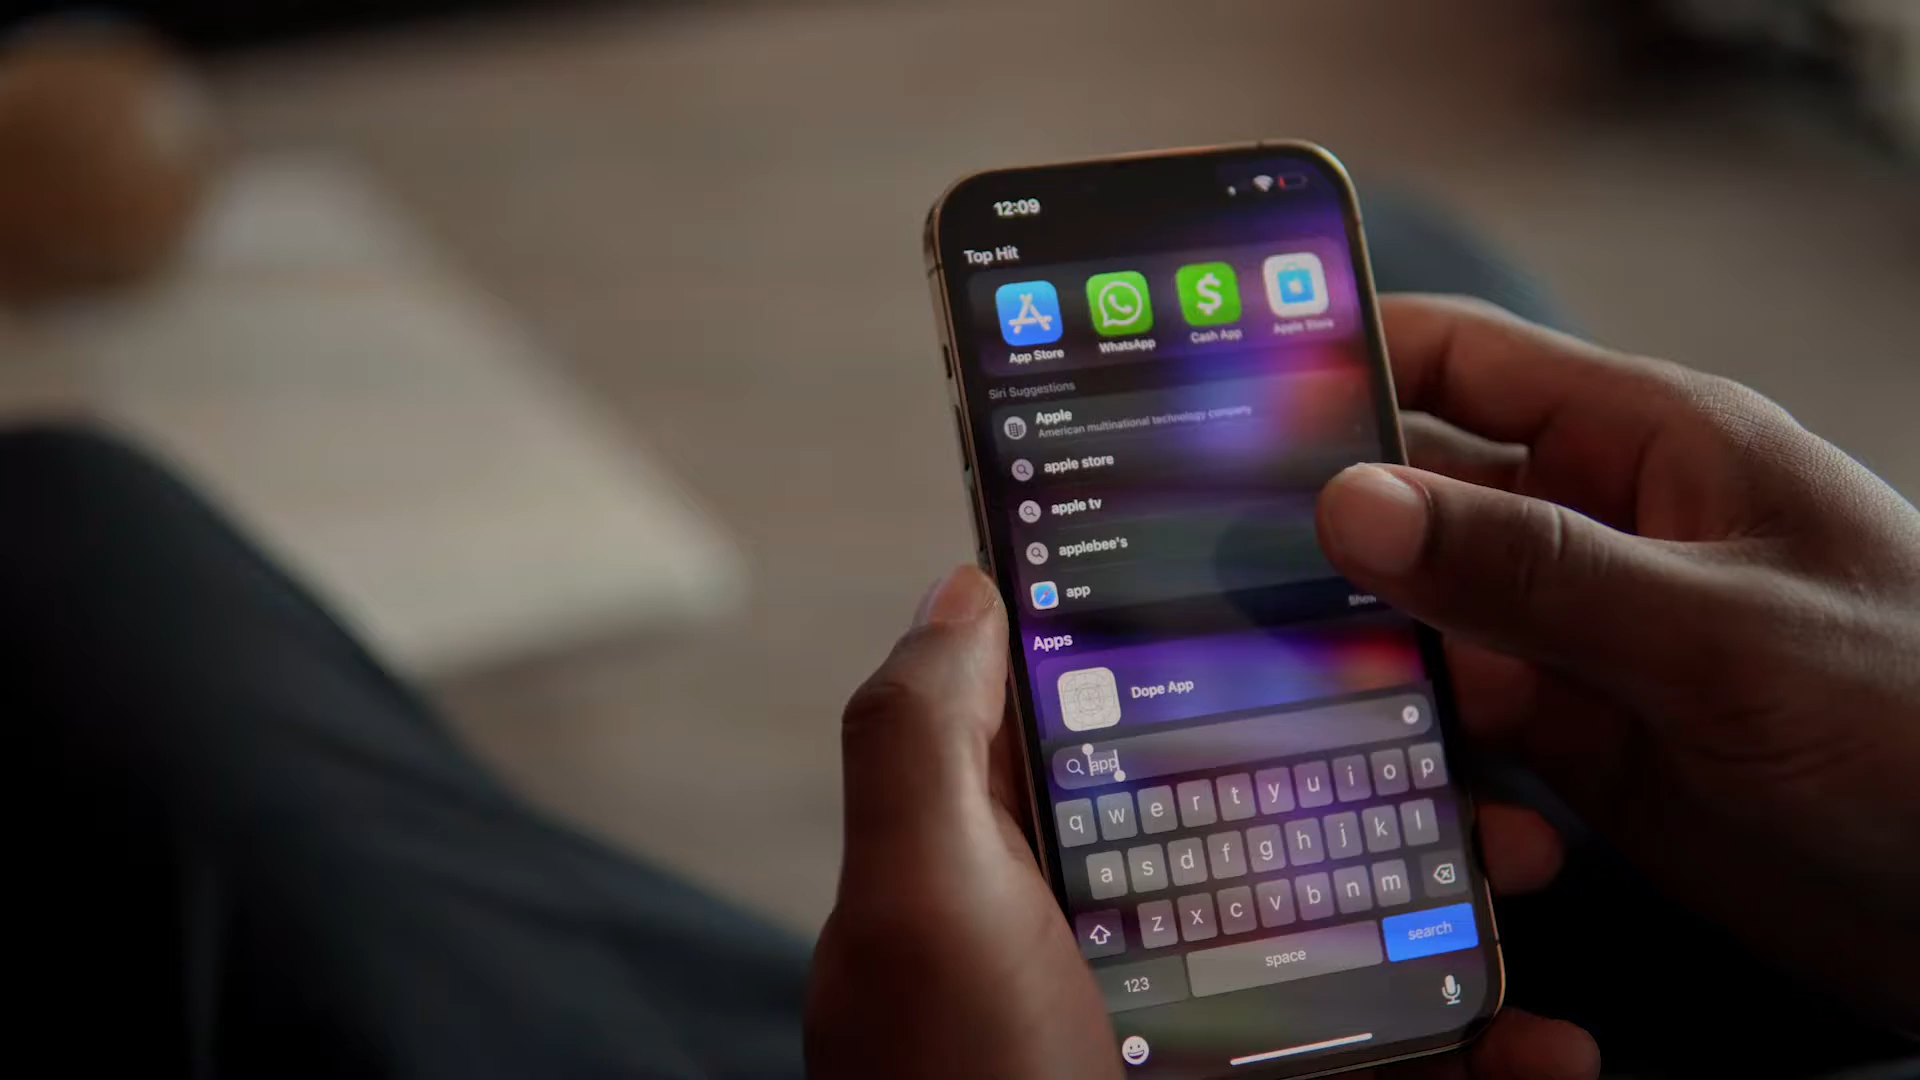 12:09
Top Hit
App Store WhatsApp Cash App Apple Store
Siri Suggestions
Apple
American multinational technology company
apple store
apple tv
applebee's
app
Show
Apps
Dope App
app
q w e r t y u i o p
a s d f g h j k l
z x c v b n m
123 space search